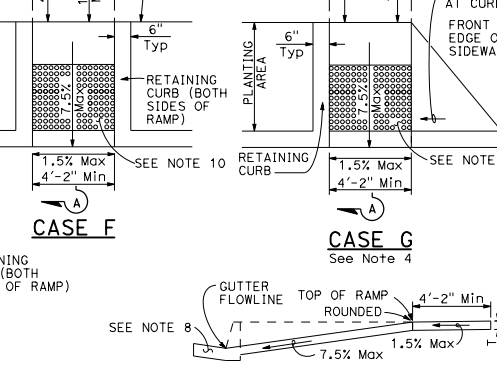 6"
Typ
RETAINING
CURB (BOTH
SIDES OF
RAMP)
7.5%
Max
SEE NOTE 10
1.5% Max
4'-2" Min
A
CASE F
6"
Typ
PLANTING
AREA
AT CUR
FRONT
EDGE O
SIDEWA
7.5%
Max
RETAINING
CURB
SEE NOTE
1.5% Max
4'-2" Min
A
CASE G
See Note 4
NING
(BOTH
OF RAMP)
GUTTER
FLOWLINE
TOP OF RAMP
ROUNDED
4'-2" Min
SEE NOTE 8
7.5% Max
1.5% Max